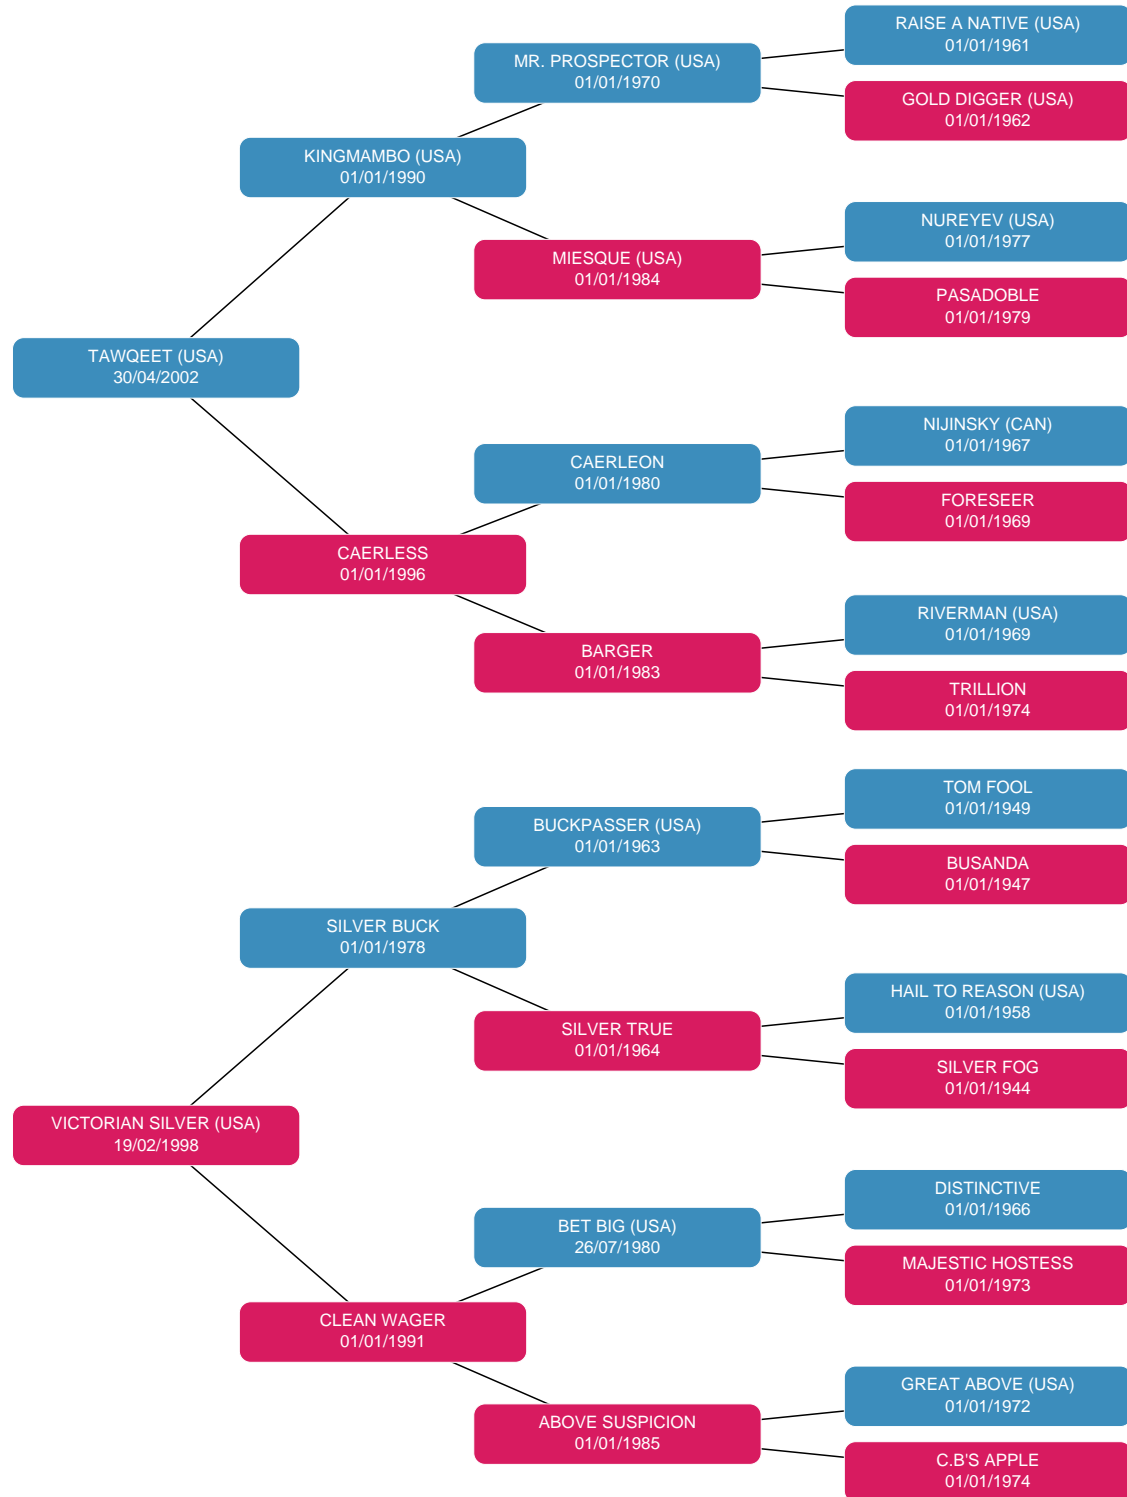 RAISE A NATIVE (USA)
01/01/1961
MR. PROSPECTOR (USA)
01/01/1970
GOLD DIGGER (USA)
01/01/1962
KINGMAMBO (USA)
01/01/1990
NUREYEV (USA)
01/01/1977
MIESQUE (USA)
01/01/1984
PASADOBLE
01/01/1979
TAWQEET (USA)
30/04/2002
NIJINSKY (CAN)
01/01/1967
CAERLEON
01/01/1980
FORESEER
01/01/1969
CAERLESS
01/01/1996
RIVERMAN (USA)
01/01/1969
BARGER
01/01/1983
TRILLION
01/01/1974
TOM FOOL
01/01/1949
BUCKPASSER (USA)
01/01/1963
BUSANDA
01/01/1947
SILVER BUCK
01/01/1978
HAIL TO REASON (USA)
01/01/1958
SILVER TRUE
01/01/1964
SILVER FOG
01/01/1944
VICTORIAN SILVER (USA)
19/02/1998
DISTINCTIVE
01/01/1966
BET BIG (USA)
26/07/1980
MAJESTIC HOSTESS
01/01/1973
CLEAN WAGER
01/01/1991
GREAT ABOVE (USA)
01/01/1972
ABOVE SUSPICION
01/01/1985
C.B'S APPLE
01/01/1974